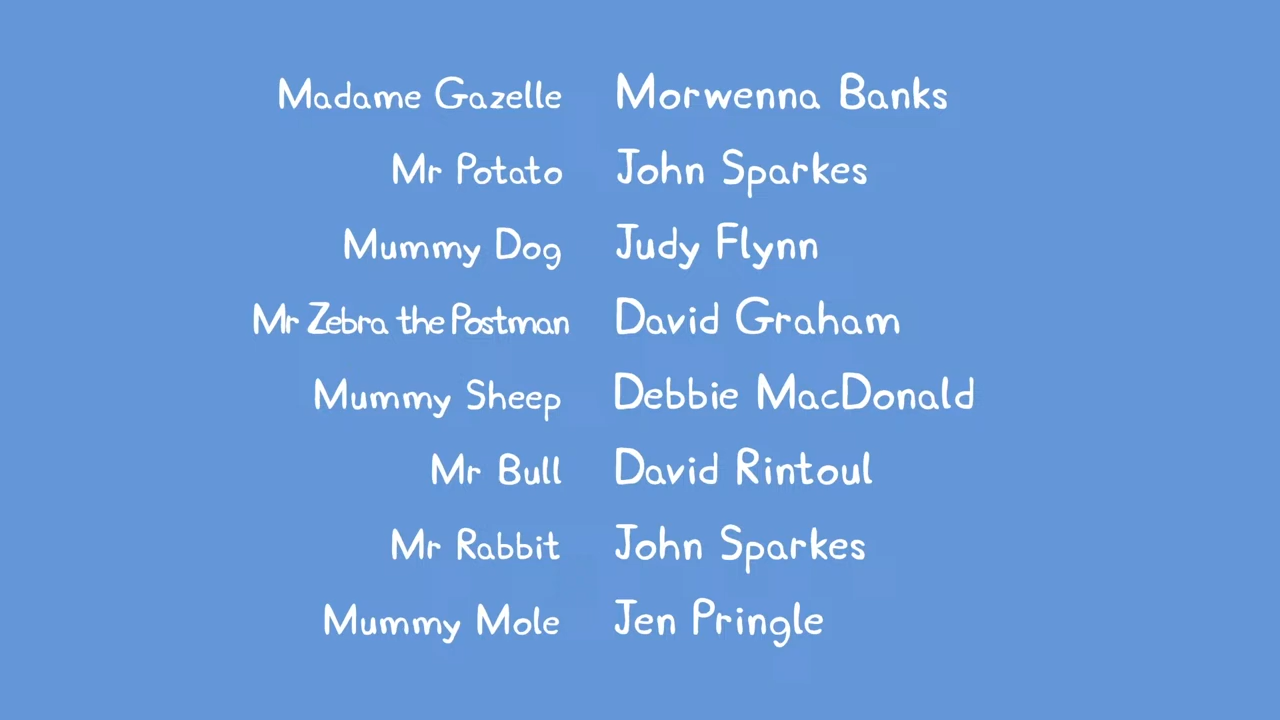 Madame Gazelle Morwenna Banks
Mr Potato John Sparkes
Mummy Dog Judy Flynn
Mr Zebra the Postman David Graham
Mummy Sheep Debbie MacDonald
Mr Bull David Rintoul
Mr Rabbit John Sparkes
Mummy Mole Jen Pringle